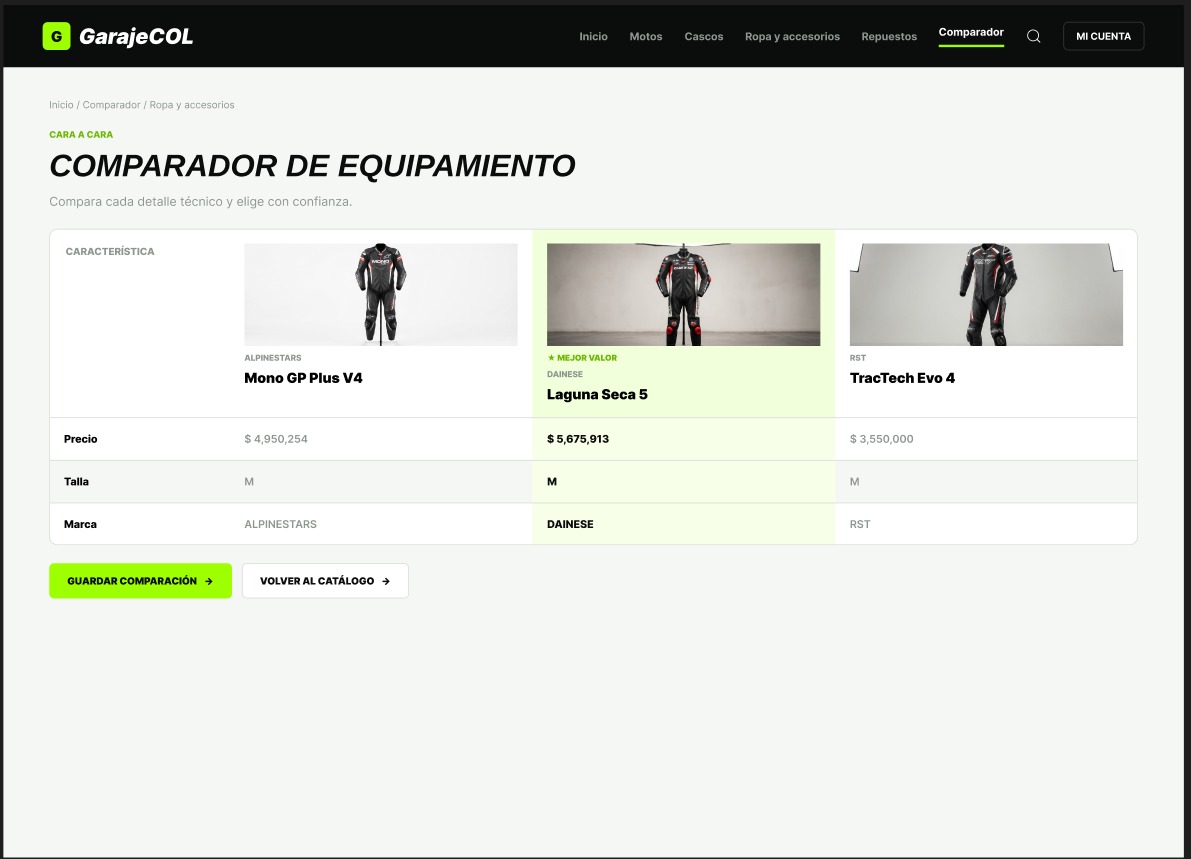 G GarajeCOL
Inicio Motos Cascos Ropa y accesorios Repuestos Comparador MI CUENTA
Inicio / Comparador / Ropa y accesorios
CARA A CARA
COMPARADOR DE EQUIPAMIENTO
Compara cada detalle técnico y elige con confianza.
CARACTERÍSTICA
ALPINESTARS
Mono GP Plus V4
★ MEJOR VALOR
DAINESE
Laguna Seca 5
RST
TracTech Evo 4
Precio $ 4,950,254 $ 5,675,913 $ 3,550,000
Talla M M M
Marca ALPINESTARS DAINESE RST
GUARDAR COMPARACIÓN →
VOLVER AL CATÁLOGO →